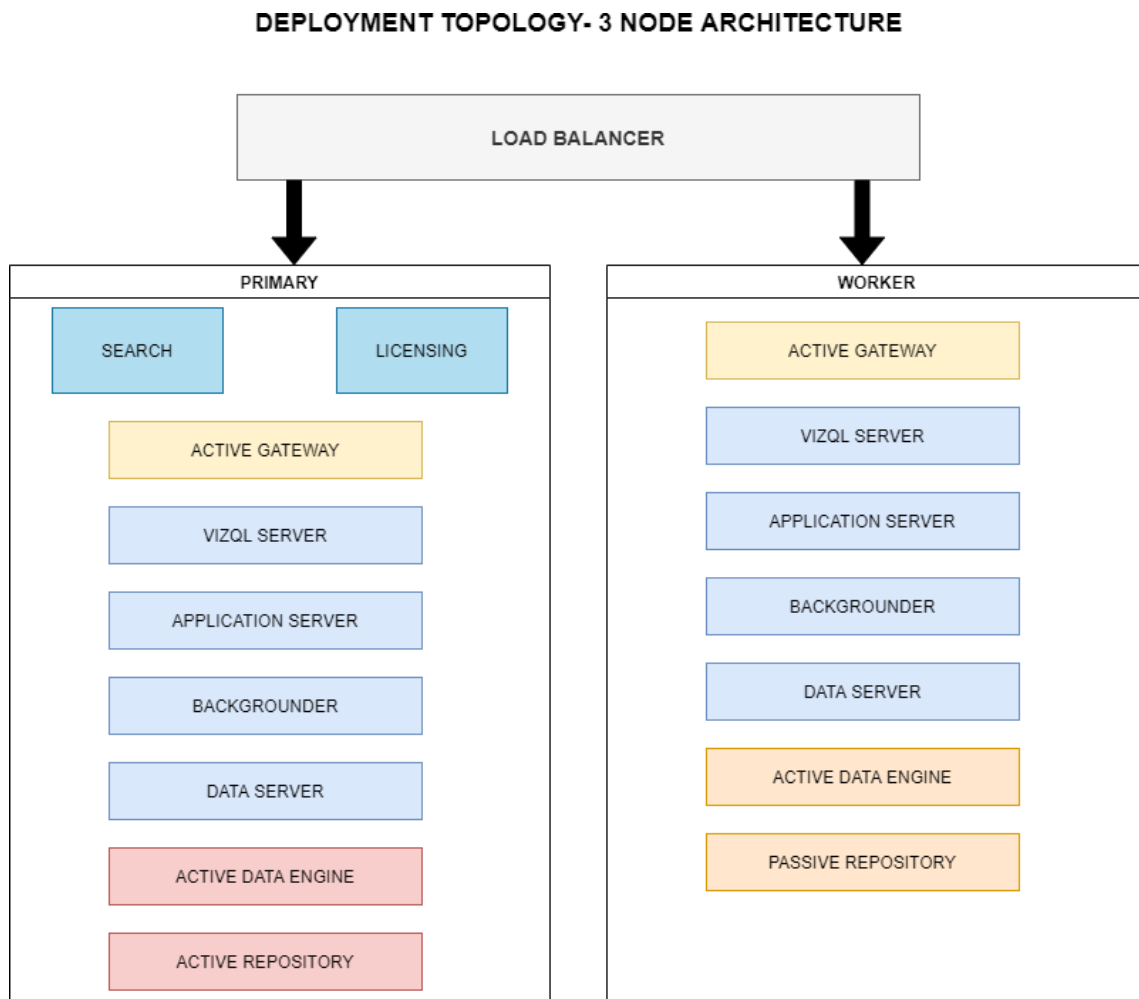 DEPLOYMENT TOPOLOGY- 3 NODE ARCHITECTURE
LOAD BALANCER
PRIMARY
SEARCH
LICENSING
ACTIVE GATEWAY
VIZQL SERVER
APPLICATION SERVER
BACKGROUNDER
DATA SERVER
ACTIVE DATA ENGINE
ACTIVE REPOSITORY
WORKER
ACTIVE GATEWAY
VIZQL SERVER
APPLICATION SERVER
BACKGROUNDER
DATA SERVER
ACTIVE DATA ENGINE
PASSIVE REPOSITORY